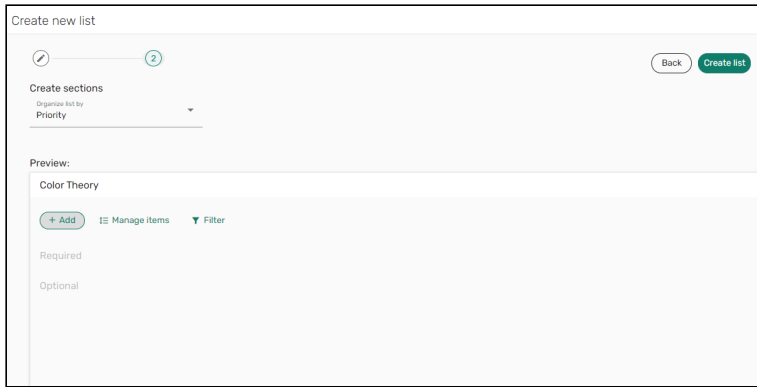 Create new list
2
Back
Create list
Create sections
Organize list by
Priority
Preview:
Color Theory
+ Add
Manage items
Filter
Required
Optional